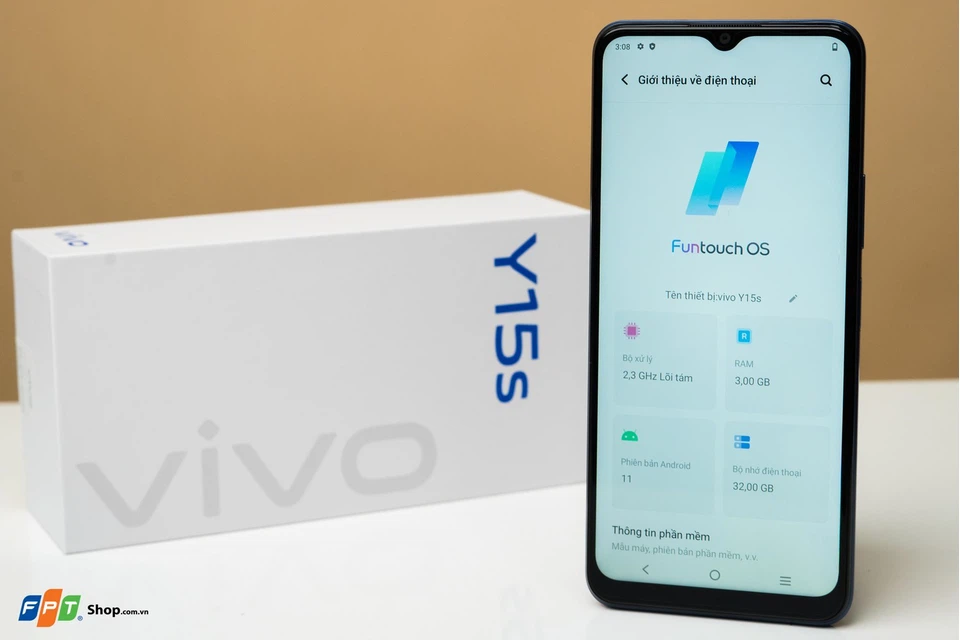 vivo
Y15s
vivo
3:08
Giới thiệu về điện thoại
Funtouch OS
Tên thiết bị:vivo Y15s
Bộ xử lý
2,3 GHz Lõi tám
R
RAM
3,00 GB
Phiên bản Android
11
Bộ nhớ điện thoại
32,00 GB
Thông tin phần mềm
Mẫu máy, phiên bản phần mềm, v.v.
FPT® Shop.com.vn